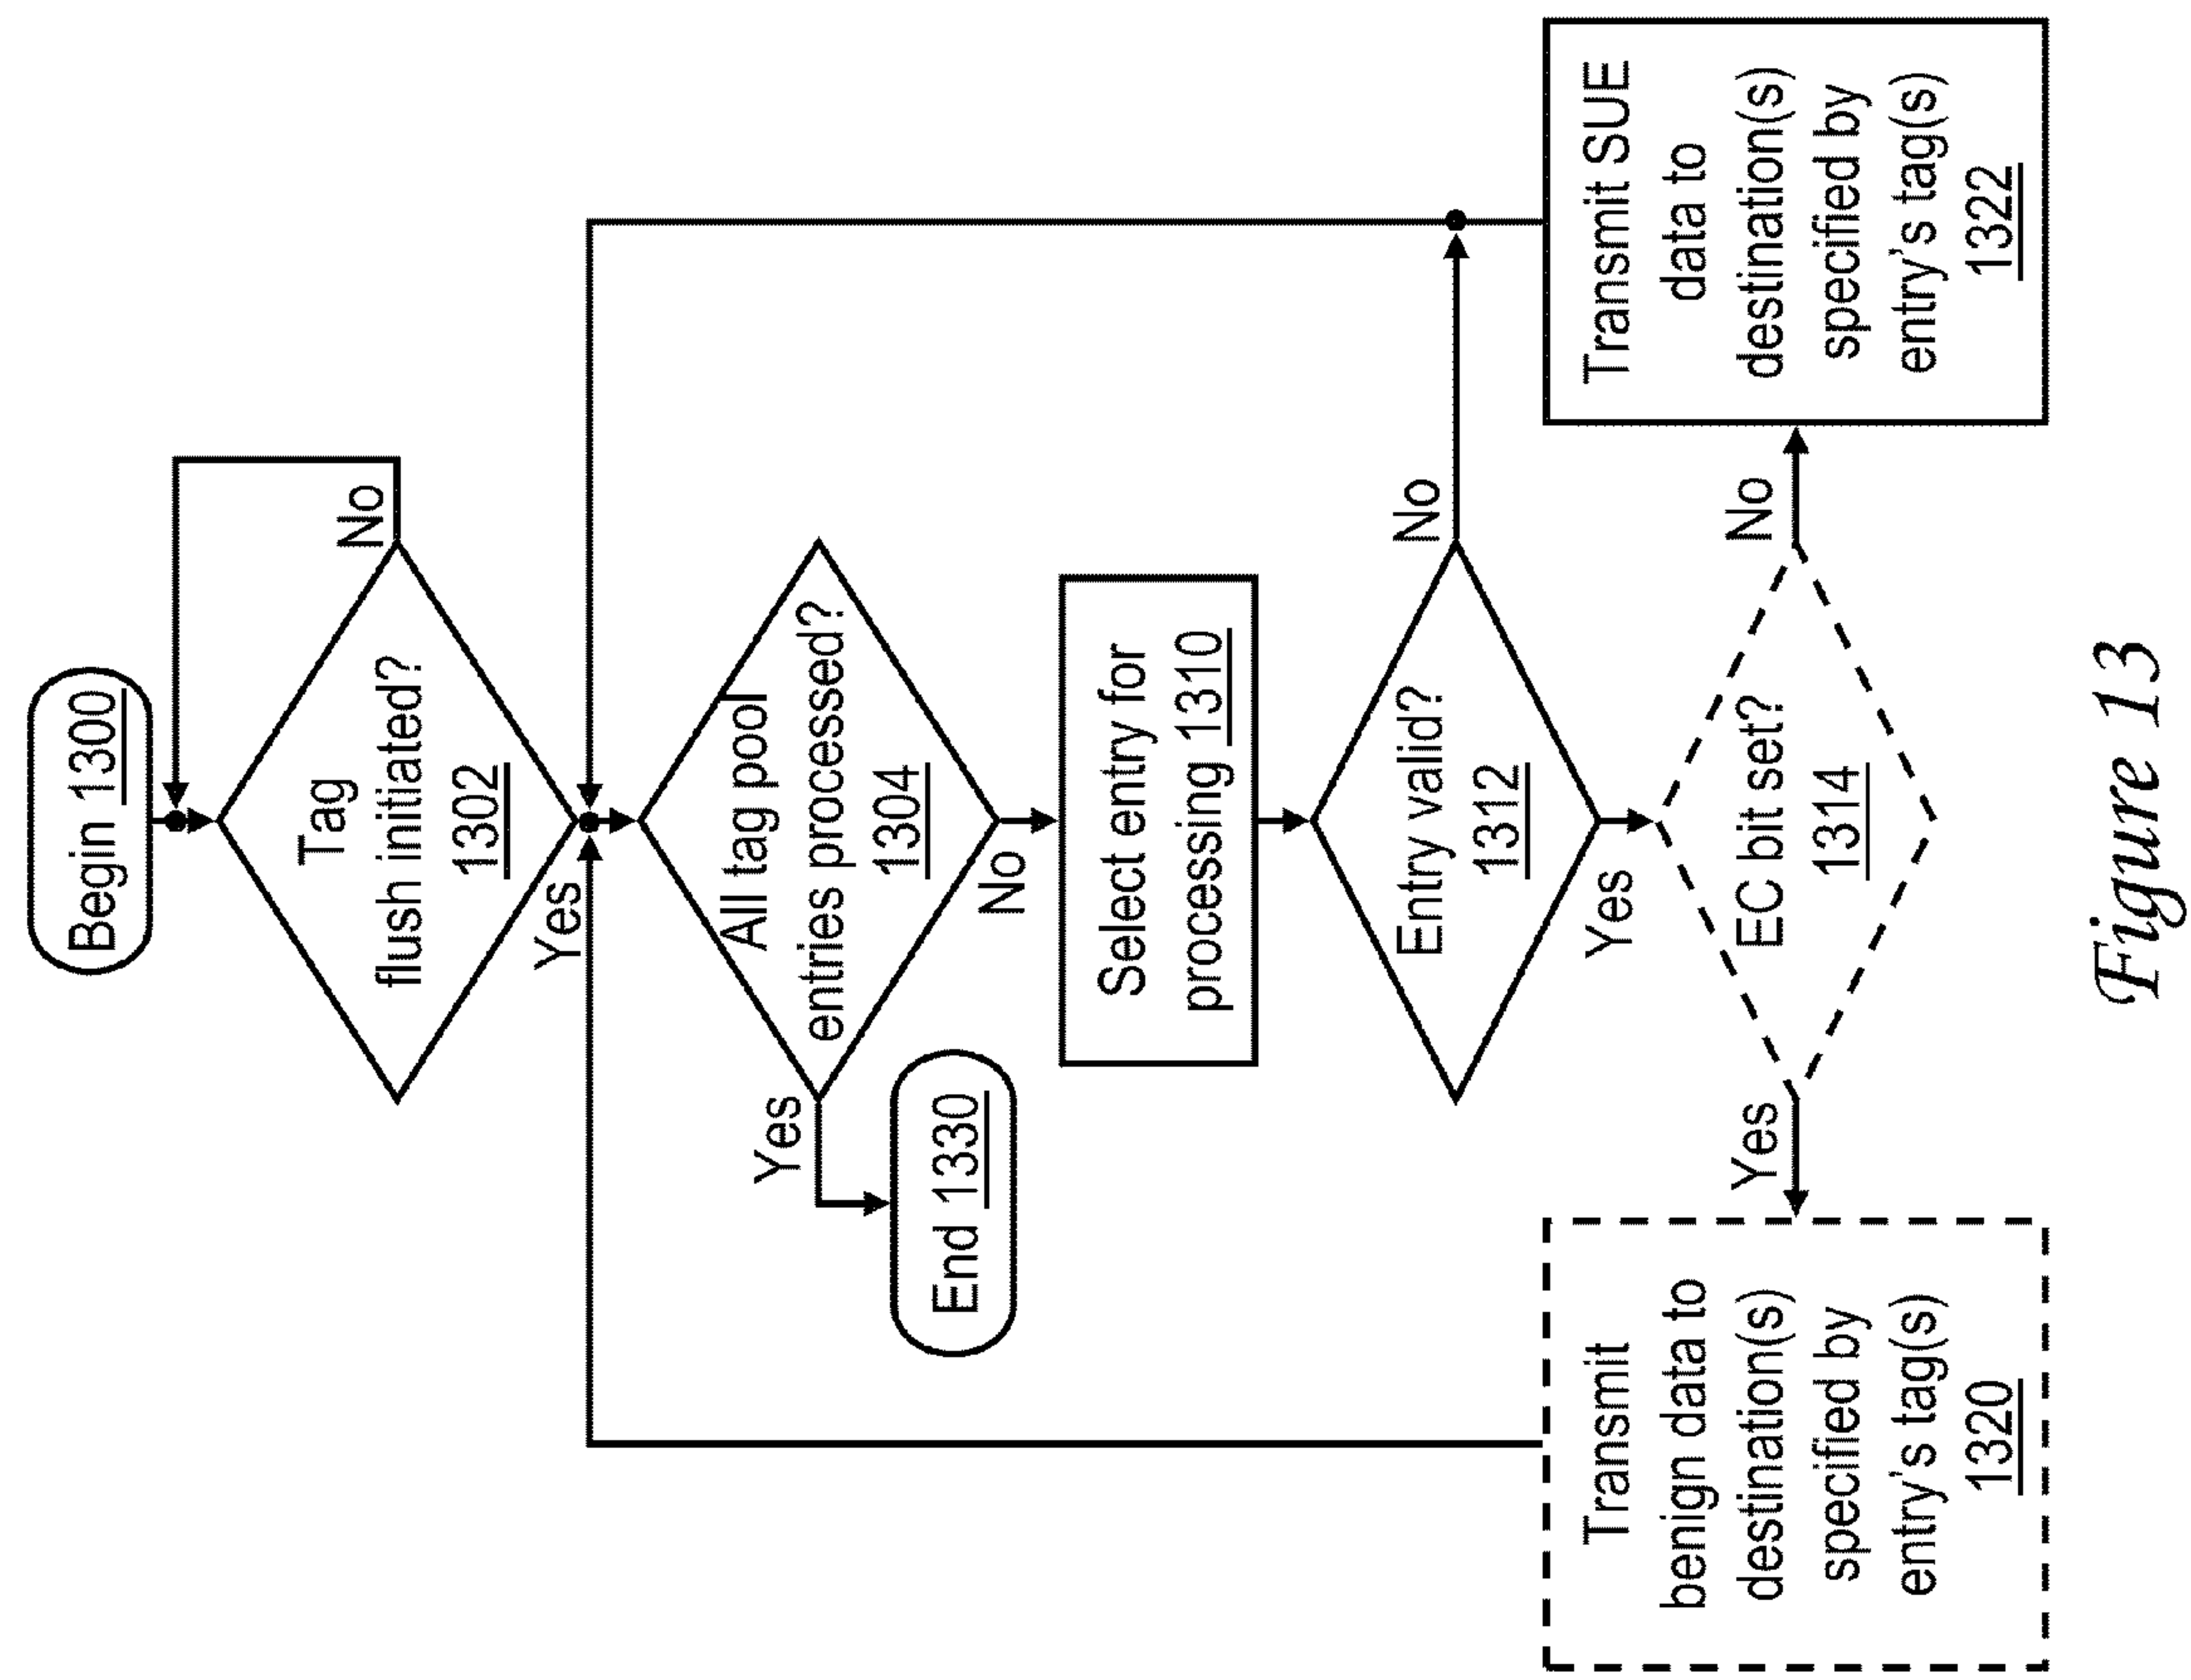 Begin 1300
Tag
flush initiated?
1302
No
Yes
All tag pool
entries processed?
1304
Yes
No
End 1330
Select entry for
processing 1310
Entry valid?
1312
No
Yes
EC bit set?
1314
Yes
No
Transmit
benign data to
destination(s)
specified by
entry's tag(s)
1320
Transmit SUE
data to
destination(s)
specified by
entry's tag(s)
1322
Figure 13